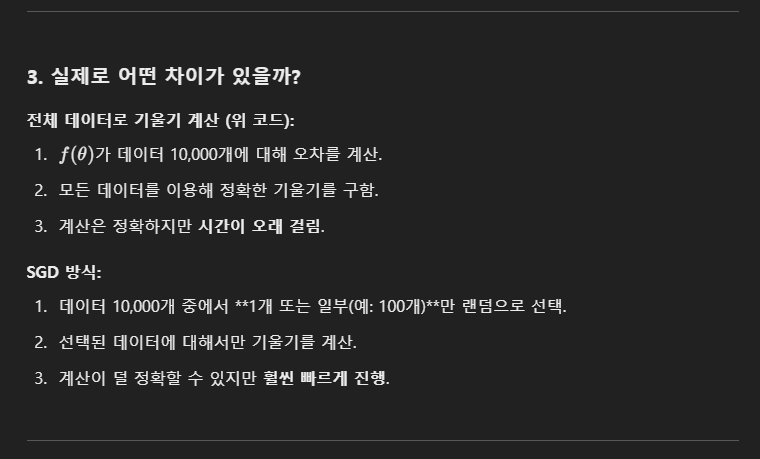 3. 실제로 어떤 차이가 있을까?
전체 데이터로 기울기 계산 (위 코드):
1. f(θ)가 데이터 10,000개에 대해 오차를 계산.
2. 모든 데이터를 이용해 정확한 기울기를 구함.
3. 계산은 정확하지만 시간이 오래 걸림.
SGD 방식:
1. 데이터 10,000개 중에서 **1개 또는 일부(예: 100개)**만 랜덤으로 선택.
2. 선택된 데이터에 대해서만 기울기를 계산.
3. 계산이 덜 정확할 수 있지만 훨씬 빠르게 진행.